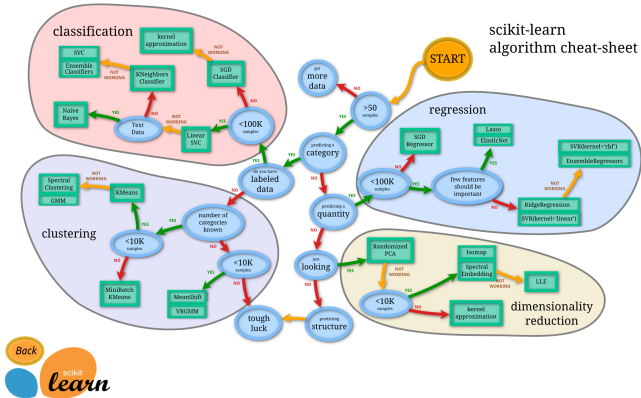 scikit-learn
algorithm cheat-sheet
classification
kernel
approximation
NOT
WORKING
SVC
Ensemble
Classifiers
NOT
WORKING
KNeighbors
Classifier
SGD
Classifier
NO
NO
Naive
Bayes
YES
Text
Data
NOT
WORKING
Linear
SVC
YES
<100K
samples
YES
START
get
more
data
NO
>50
samples
YES
predicting a
category
YES
do you have
labeled
data
NO
NO
predicting a
quantity
YES
NO
just
looking
YES
NO
predicting
structure
tough
luck
regression
SGD
Regressor
NO
<100K
samples
YES
Lasso
ElasticNet
YES
few features
should be
important
NO
SVR(kernel='rbf')
EnsembleRegressors
NOT
WORKING
RidgeRegression
SVR(kernel='linear')
clustering
Spectral
Clustering
GMM
NOT
WORKING
KMeans
YES
<10K
samples
NO
MiniBatch
KMeans
YES
number of
categories
known
NO
<10K
samples
YES
NO
MeanShift
VBGMM
Randomized
PCA
NOT
WORKING
<10K
samples
YES
NO
Isomap
Spectral
Embedding
NOT
WORKING
LLE
kernel
approximation
dimensionality
reduction
Back
scikit
learn